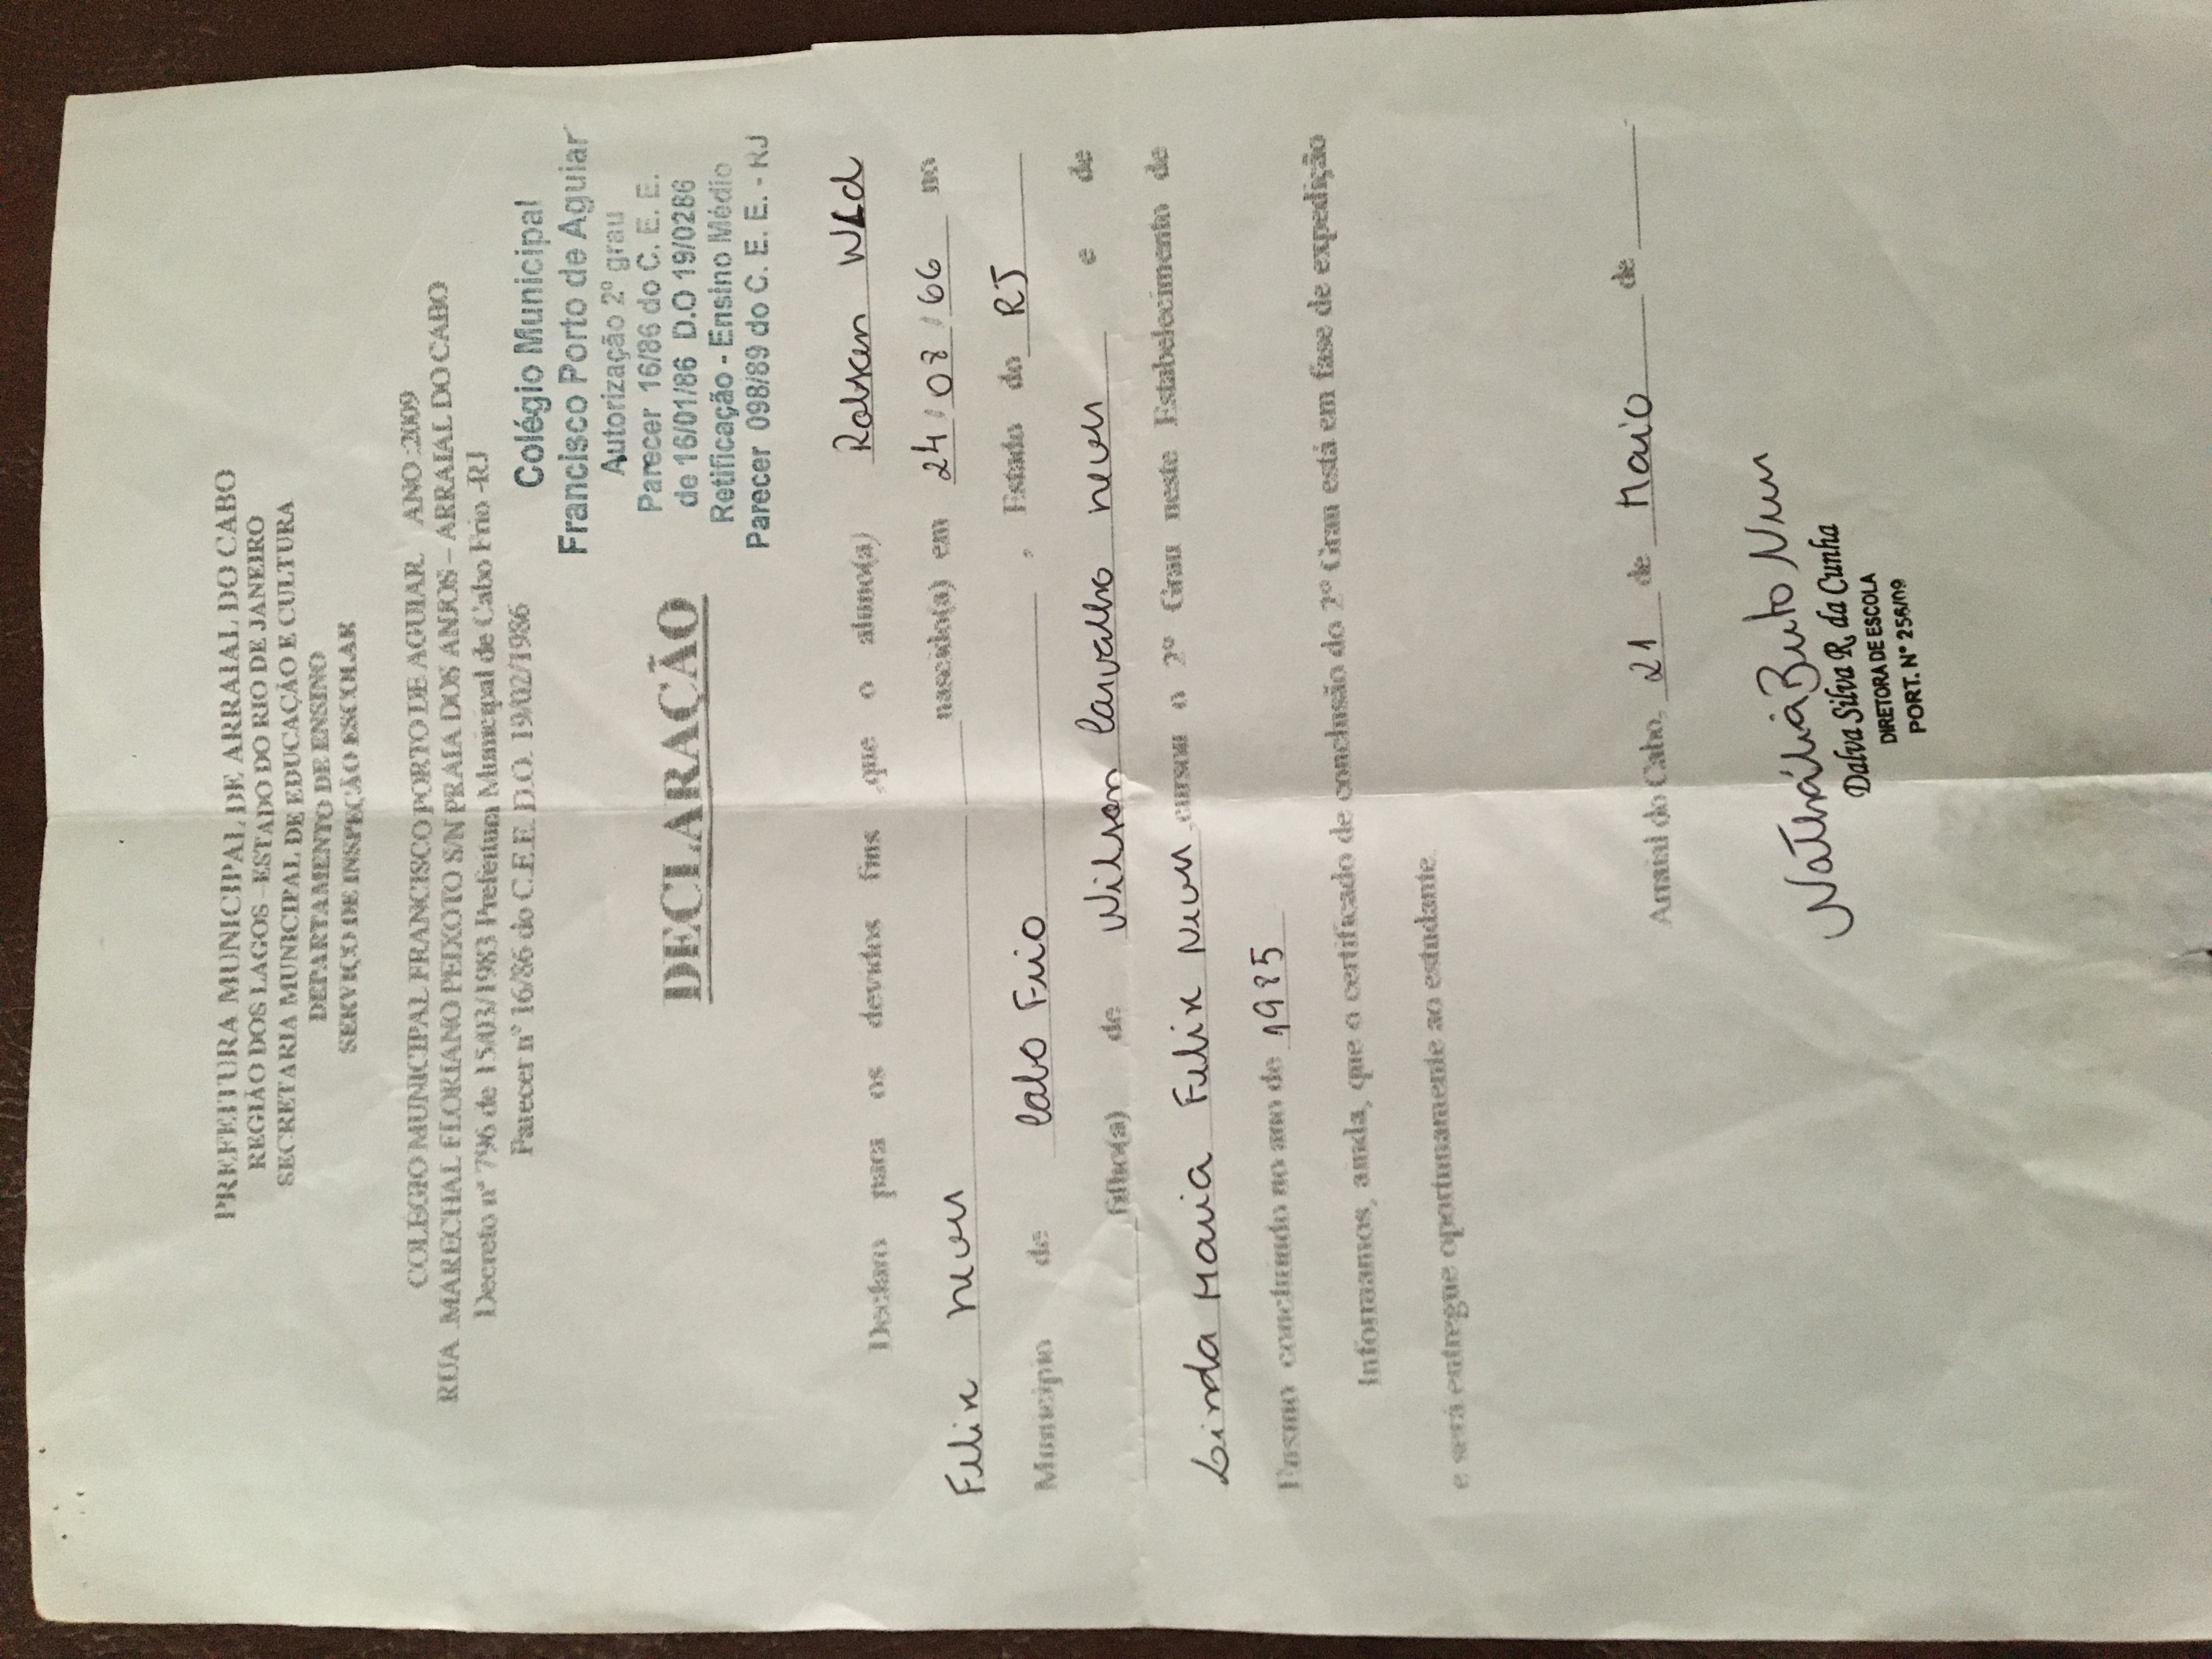 PREFEITURA MUNICIPAL DE ARRAIAL DO CABO
REGIÃO DOS LAGOS – ESTADO DO RIO DE JANEIRO
SECRETARIA MUNICIPAL DE EDUCAÇÃO E CULTURA
DEPARTAMENTO DE ENSINO
SERVIÇO DE INSPEÇÃO ESCOLAR
COLÉGIO MUNICIPAL FRANCISCO PORTO DE AGUIAR ANO:2009
RUA MARECHAL FLORIANO PEIXOTO S/N PRAIA DOS ANJOS – ARRAIAL DO CABO
Decreto nº 796 de 15/03/1983 Prefeitura Municipal de Cabo Frio -RJ
Parecer nº 16/86 do C.E.E. D.O. 19/02/1986
Colégio Municipal
Francisco Porto de Aguiar
Autorização 2º grau
Parecer 16/86 do C. E. E.
de 16/01/86 D.O 19/0286
Retificação - Ensino Médio
Parecer 098/89 do C. E. E. - RJ
DECLARAÇÃO
Declaro para os devidos fins ,que o aluno(a) Robson
Felix neves nascido(a) em 24/08/66 no
Município de Cabo Frio , Estado do RJ
filho(a) de Wilson Carvalho neves e de
Linda Maria Felix Neves ,cursou o 2º Grau neste Estabelecimento de
Ensino concluindo no ano de 1985
Informamos, ainda, que o certificado de conclusão do 2º Grau está em fase de expedição
e será entregue oportunamente ao estudante.
Arraial do Cabo, 21 de Maio de
Dalva Silva R. da Cunha
DIRETORA DE ESCOLA
PORT. Nº 256/09